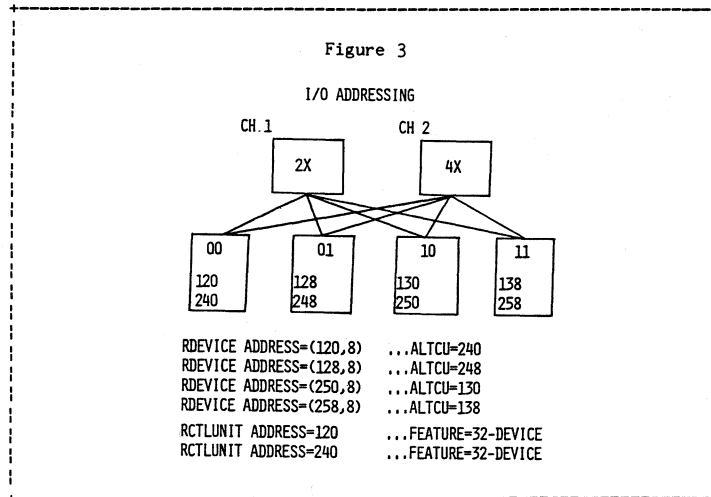 Figure 3
I/O ADDRESSING
CH.1 CH 2
2X 4X
00 01 10 11
120 128 130 138
240 248 250 258
RDEVICE ADDRESS=(120,8) ...ALTCU=240
RDEVICE ADDRESS=(128,8) ...ALTCU=248
RDEVICE ADDRESS=(250,8) ...ALTCU=130
RDEVICE ADDRESS=(258,8) ...ALTCU=138
RCTLUNIT ADDRESS=120 ...FEATURE=32-DEVICE
RCTLUNIT ADDRESS=240 ...FEATURE=32-DEVICE